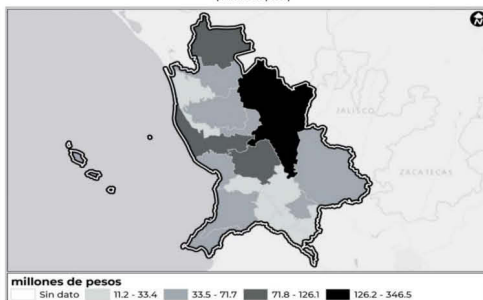 JALISCO
ZACATECAS
millones de pesos
Sin dato 11.2 - 33.4 33.5 - 71.7 71.8 - 126.1 126.2 - 346.5